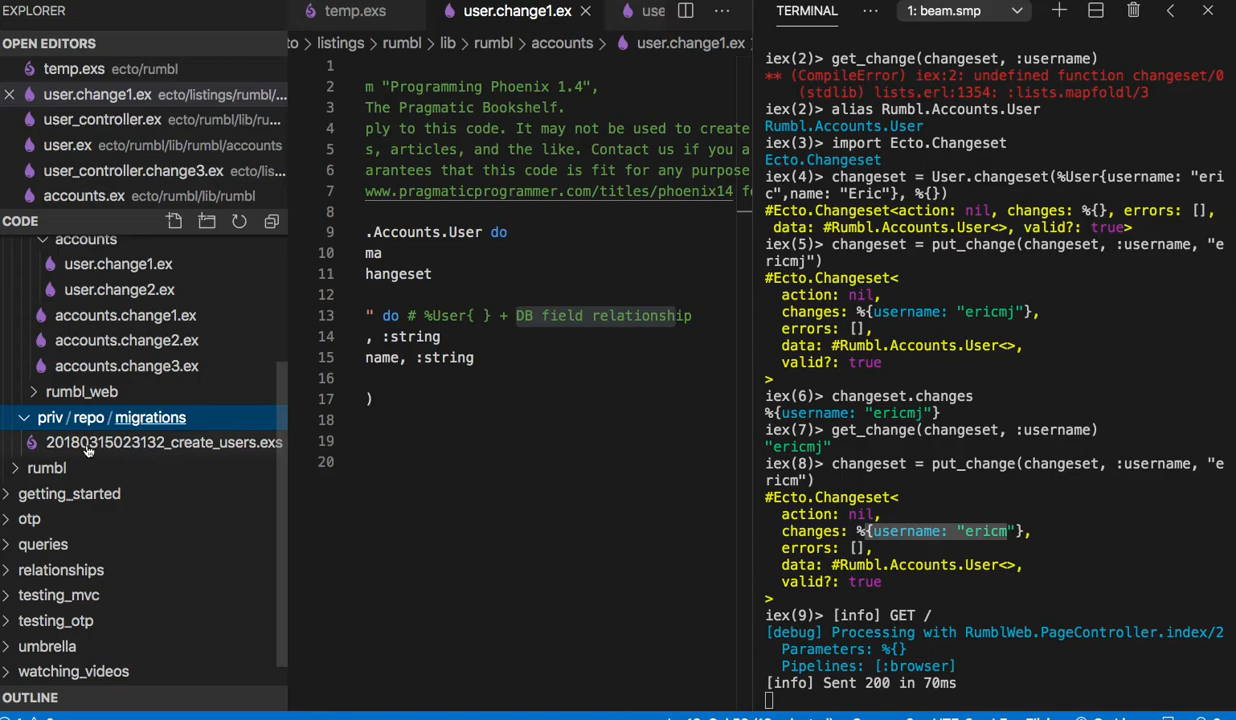 EXPLORER
OPEN EDITORS
temp.exs ecto/rumbl
user.change1.ex ecto/listings/rumbl/...
user_controller.ex ecto/rumbl/lib/ru...
user.ex ecto/rumbl/lib/rumbl/accounts
user_controller.change3.ex ecto/lis...
accounts.ex ecto/rumbl/lib/rumbl
CODE
accounts
user.change1.ex
user.change2.ex
accounts.change1.ex
accounts.change2.ex
accounts.change3.ex
rumbl_web
priv / repo / migrations
20180315023132_create_users.exs
rumbl
getting_started
otp
queries
relationships
testing_mvc
testing_otp
umbrella
watching_videos
OUTLINE
temp.exs user.change1.ex use
to > listings > rumbl > lib > rumbl > accounts > user.change1.ex
1
2 m "Programming Phoenix 1.4",
3 The Pragmatic Bookshelf.
4 ply to this code. It may not be used to create
5 s, articles, and the like. Contact us if you a
6 arantees that this code is fit for any purpose
7 www.pragmaticprogrammer.com/titles/phoenix14 fo
8
9 .Accounts.User do
10 ma
11 hangeset
12
13 " do # %User{ } + DB field relationship
14 , :string
15 name, :string
16
17 )
18
19
20
TERMINAL 1: beam.smp
iex(2)> get_change(changeset, :username)
** (CompileError) iex:2: undefined function changeset/0
(stdlib) lists.erl:1354: :lists.mapfoldl/3
iex(2)> alias Rumbl.Accounts.User
Rumbl.Accounts.User
iex(3)> import Ecto.Changeset
Ecto.Changeset
iex(4)> changeset = User.changeset(%User{username: "eri
c",name: "Eric"}, %{})
#Ecto.Changeset<action: nil, changes: %{}, errors: [],
data: #Rumbl.Accounts.User<>, valid?: true>
iex(5)> changeset = put_change(changeset, :username, "e
ricmj")
#Ecto.Changeset<
action: nil,
changes: %{username: "ericmj"},
errors: [],
data: #Rumbl.Accounts.User<>,
valid?: true
>
iex(6)> changeset.changes
%{username: "ericmj"}
iex(7)> get_change(changeset, :username)
"ericmj"
iex(8)> changeset = put_change(changeset, :username, "e
ricm")
#Ecto.Changeset<
action: nil,
changes: %{username: "ericm"},
errors: [],
data: #Rumbl.Accounts.User<>,
valid?: true
>
iex(9)> [info] GET /
[debug] Processing with RumblWeb.PageController.index/2
Parameters: %{}
Pipelines: [:browser]
[info] Sent 200 in 70ms